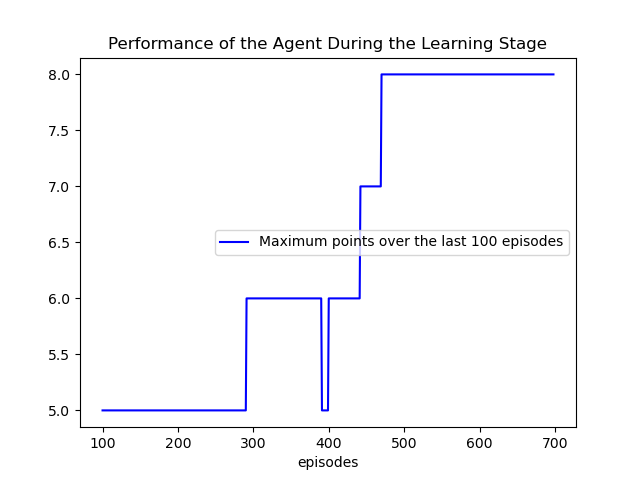 Performance of the Agent During the Learning Stage
8.0
7.5
7.0
6.5
6.0
5.5
5.0
Maximum points over the last 100 episodes
100 200 300 400 500 600 700
episodes